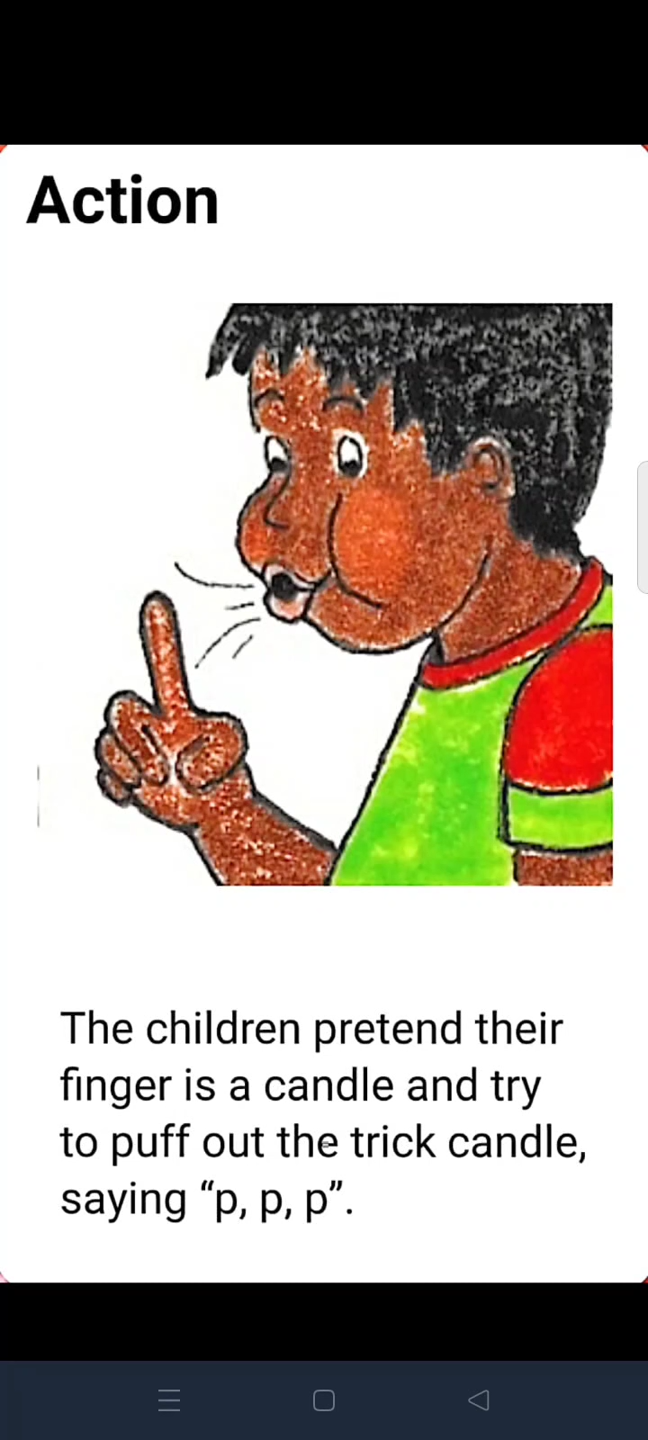 Action
The children pretend their
finger is a candle and try
to puff out the trick candle,
saying “p, p, p”.